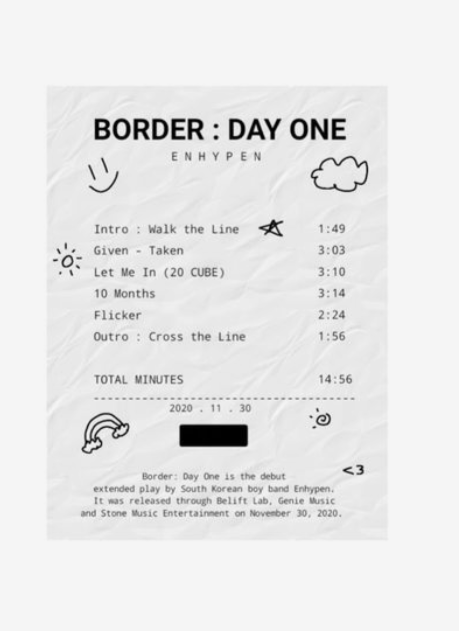 BORDER : DAY ONE
ENHYPEN
Intro : Walk the Line 1:49
Given - Taken 3:03
Let Me In (20 CUBE) 3:10
10 Months 3:14
Flicker 2:24
Outro : Cross the Line 1:56
TOTAL MINUTES 14:56
2020 . 11 . 30
<3
Border: Day One is the debut
extended play by South Korean boy band Enhypen.
It was released through Belift Lab, Genie Music
and Stone Music Entertainment on November 30, 2020.